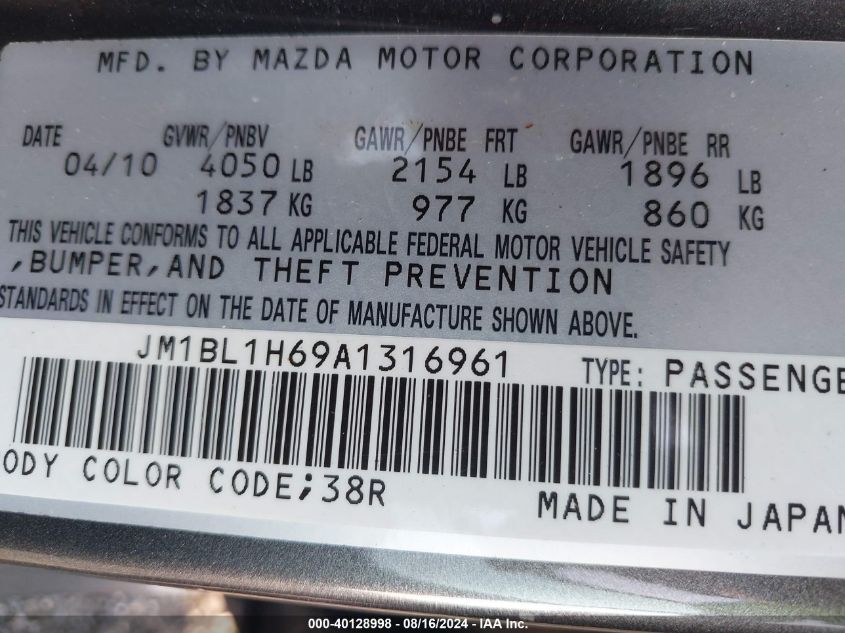 MFD. BY MAZDA MOTOR CORPORATION
DATE GVWR/PNBV GAWR/PNBE FRT GAWR/PNBE RR
04/10 4050 LB 2154 LB 1896 LB
1837 KG 977 KG 860 KG
THIS VEHICLE CONFORMS TO ALL APPLICABLE FEDERAL MOTOR VEHICLE SAFETY
,BUMPER,AND THEFT PREVENTION
STANDARDS IN EFFECT ON THE DATE OF MANUFACTURE SHOWN ABOVE.
JM1BL1H69A1316961 TYPE: PASSENGE
ODY COLOR CODE;38R
MADE IN JAPAN
000-40128998 - 08/16/2024 - IAA Inc.